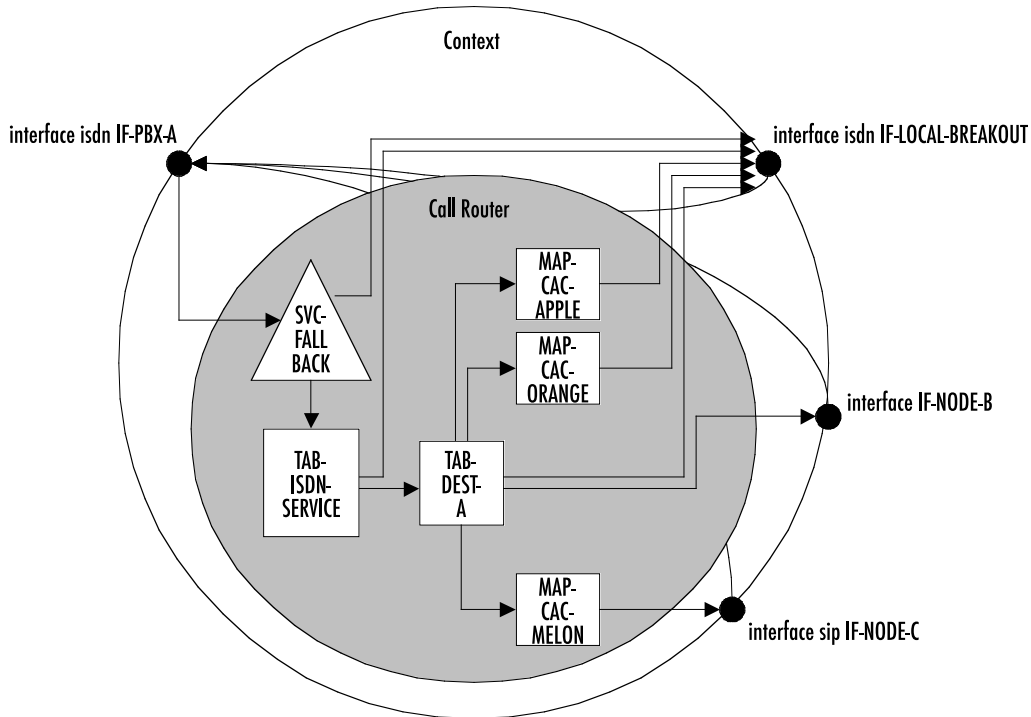 Context
interface isdn IF-PBX-A
interface isdn IF-LOCAL-BREAKOUT
Call Router
SVC-
FALL
BACK
MAP-
CAC-
APPLE
MAP-
CAC-
ORANGE
interface IF-NODE-B
TAB-
ISDN-
SERVICE
TAB-
DEST-
A
MAP-
CAC-
MELON
interface sip IF-NODE-C